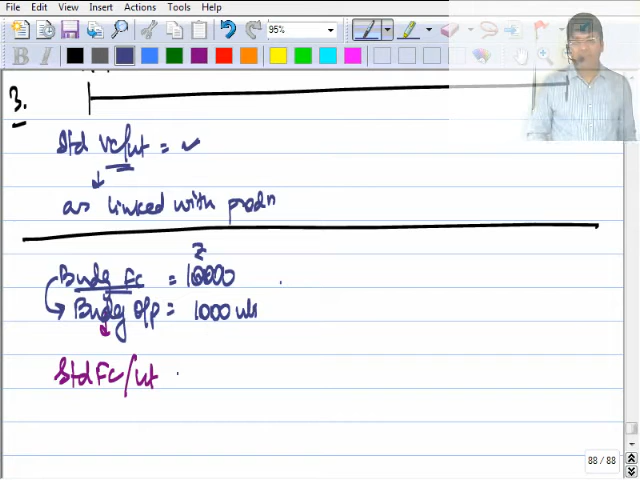 File Edit View Insert Actions Tools Help
95%
3.
Std VC/ut = ✓
↓
as linked with prodn
Budg FC = 10000
→ Budg O/P = 1000 uts
↓
Std FC/ut
88 / 88